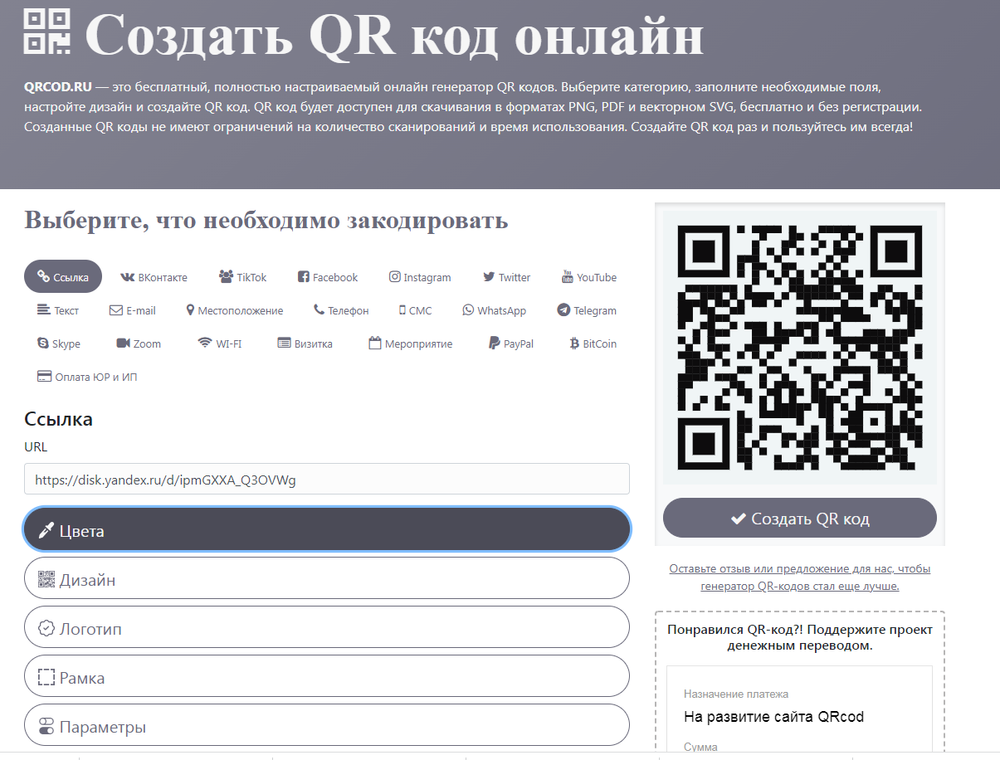 Создать QR код онлайн
QRCOD.RU — это бесплатный, полностью настраиваемый онлайн генератор QR кодов. Выберите категорию, заполните необходимые поля,
настройте дизайн и создайте QR код. QR код будет доступен для скачивания в форматах PNG, PDF и векторном SVG, бесплатно и без регистрации.
Созданные QR коды не имеют ограничений на количество сканирований и время использования. Создайте QR код раз и пользуйтесь им всегда!
Выберите, что необходимо закодировать
Ссылка ВКонтакте TikTok Facebook Instagram Twitter YouTube
Текст E-mail Местоположение Телефон СМС WhatsApp Telegram
Skype Zoom WI-FI Визитка Мероприятие PayPal BitCoin
Оплата ЮР и ИП
Ссылка
URL
https://disk.yandex.ru/d/ipmGXXA_Q3OVWg
Цвета
Дизайн
Логотип
Рамка
Параметры
Создать QR код
Оставьте отзыв или предложение для нас, чтобы
генератор QR-кодов стал еще лучше.
Понравился QR-код?! Поддержите проект
денежным переводом.
Назначение платежа
На развитие сайта QRcod
Сумма